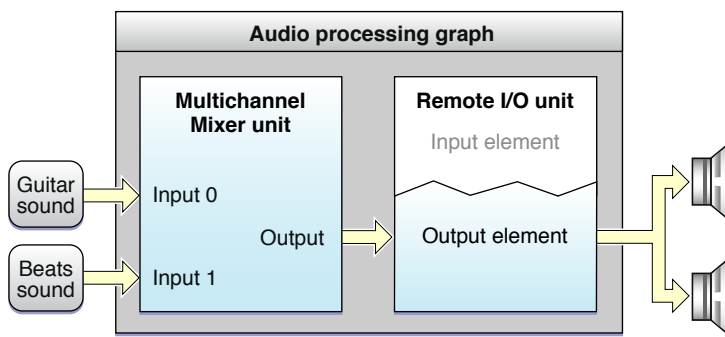 Audio processing graph
Multichannel
Mixer unit
Remote I/O unit
Input element
Guitar
sound
Input 0
Output
Output element
Beats
sound
Input 1